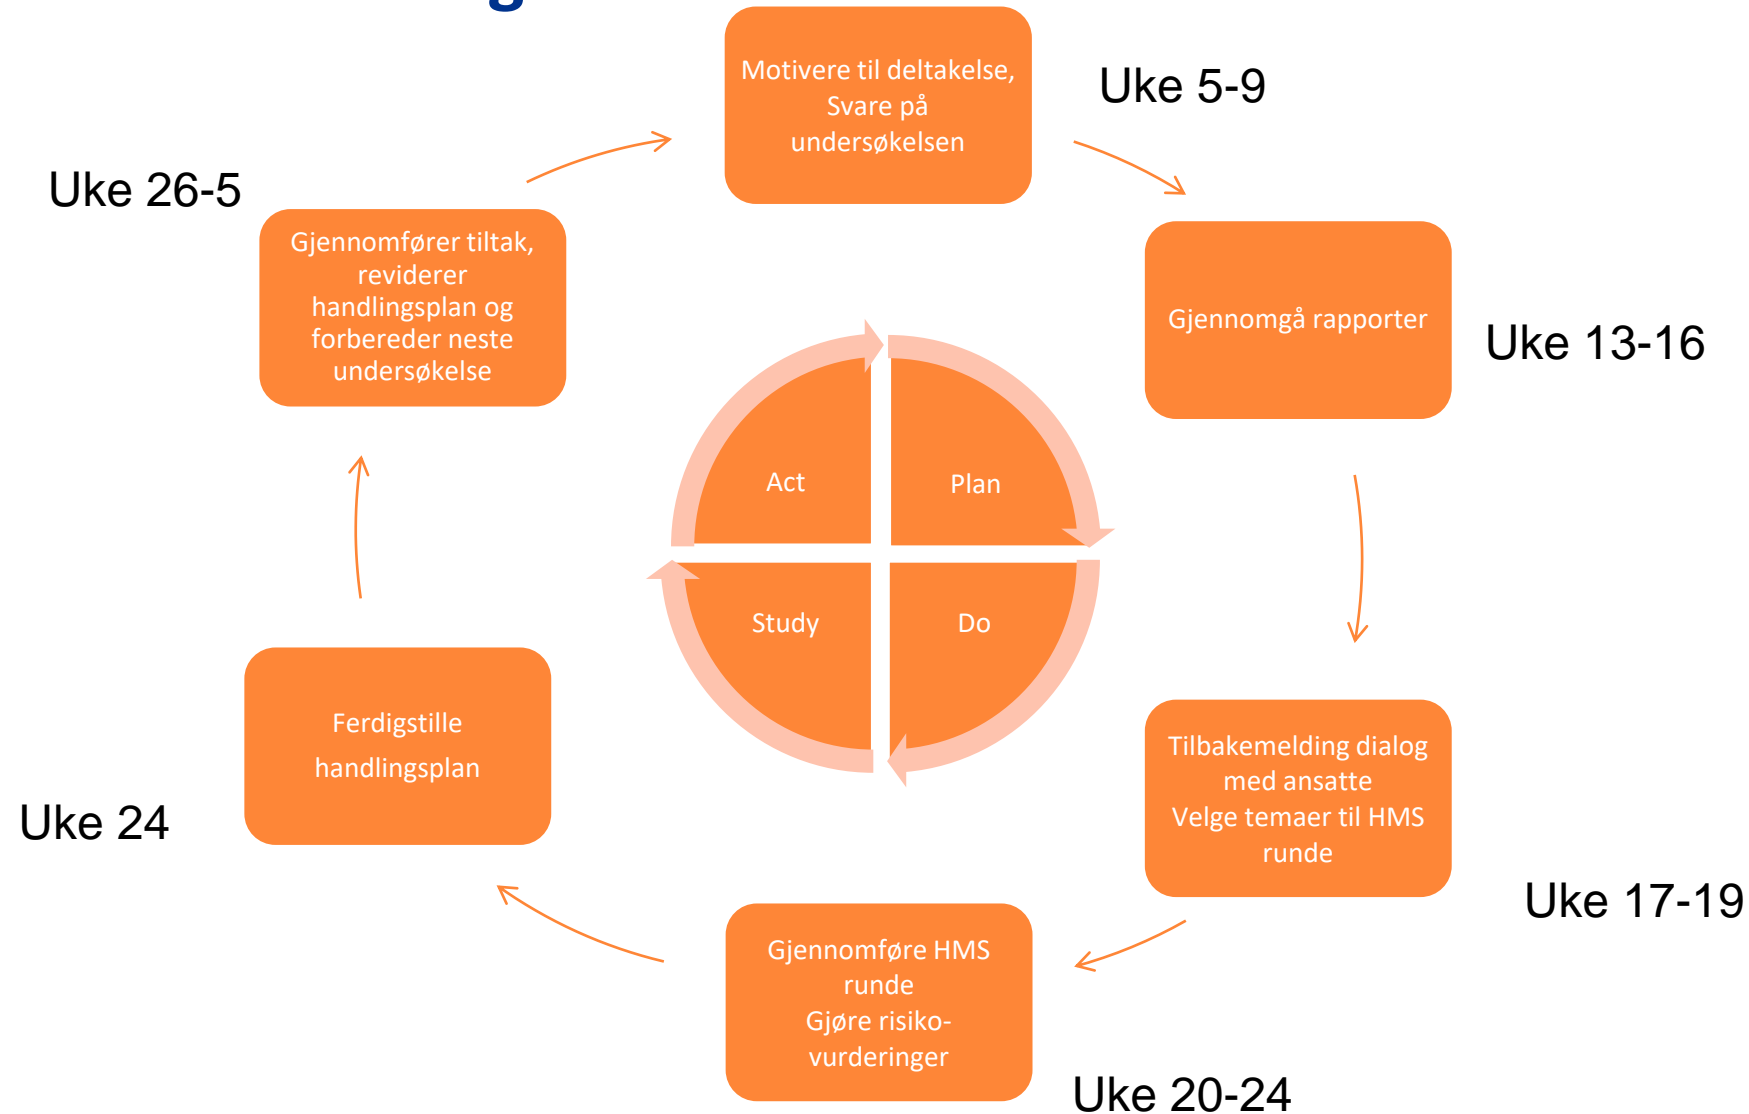 g
Motivere til deltakelse,
Svare på
undersøkelsen
Uke 5-9
Gjennomgå rapporter
Uke 13-16
Tilbakemelding dialog
med ansatte
Velge temaer til HMS
runde
Uke 17-19
Gjennomføre HMS
runde
Gjøre risiko-
vurderinger
Uke 20-24
Ferdigstille
handlingsplan
Uke 24
Gjennomfører tiltak,
reviderer
handlingsplan og
forbereder neste
undersøkelse
Uke 26-5
Act
Plan
Study
Do